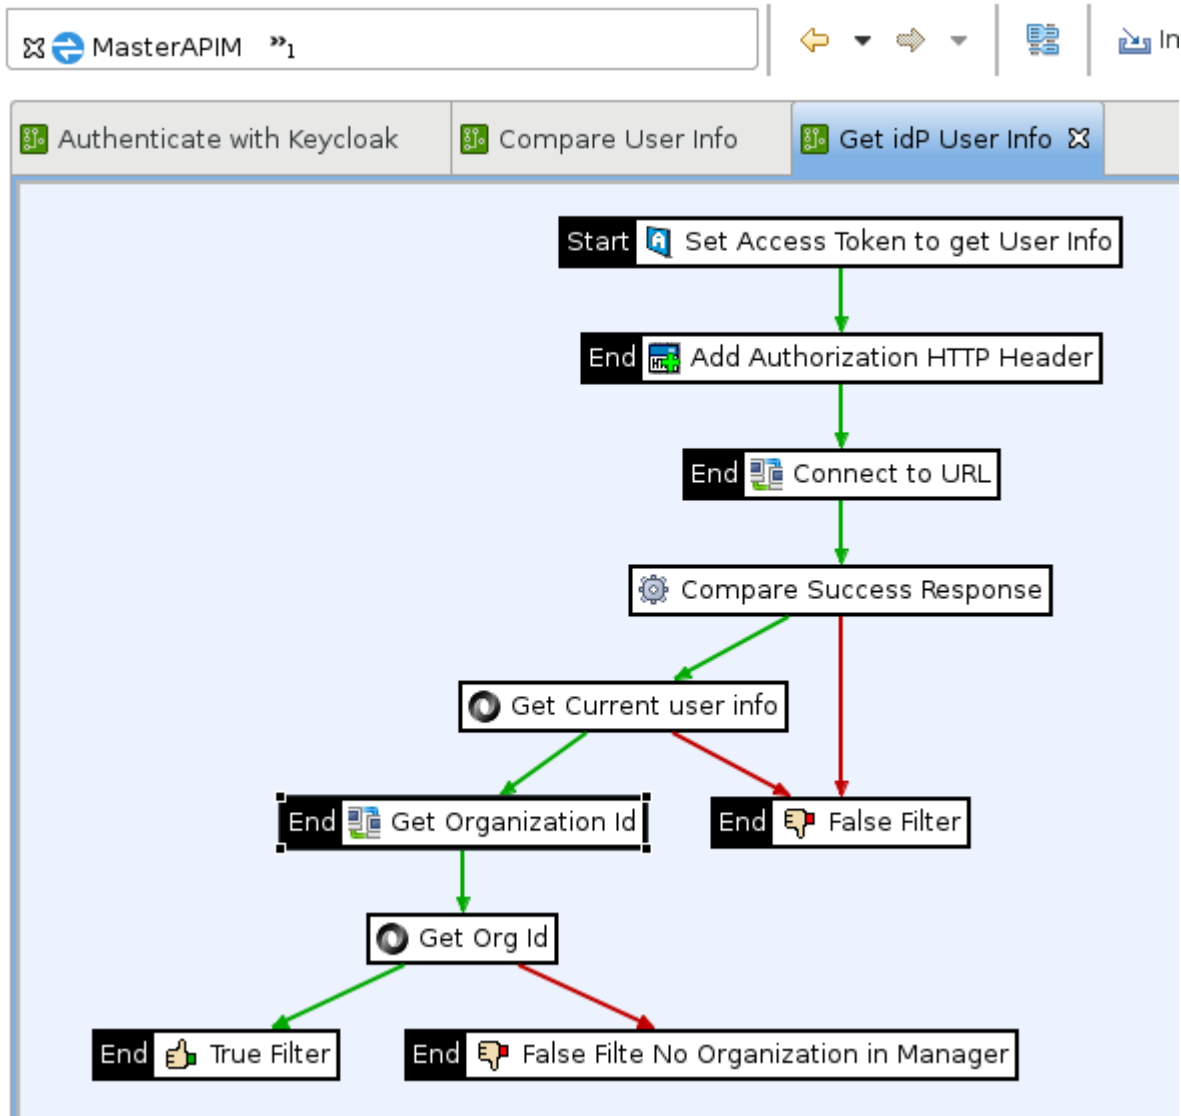 MasterAPIM »1
In
Authenticate with Keycloak
Compare User Info
Get idP User Info
Start Set Access Token to get User Info
End Add Authorization HTTP Header
End Connect to URL
Compare Success Response
Get Current user info
End Get Organization Id
End False Filter
Get Org Id
End True Filter
End False Filte No Organization in Manager